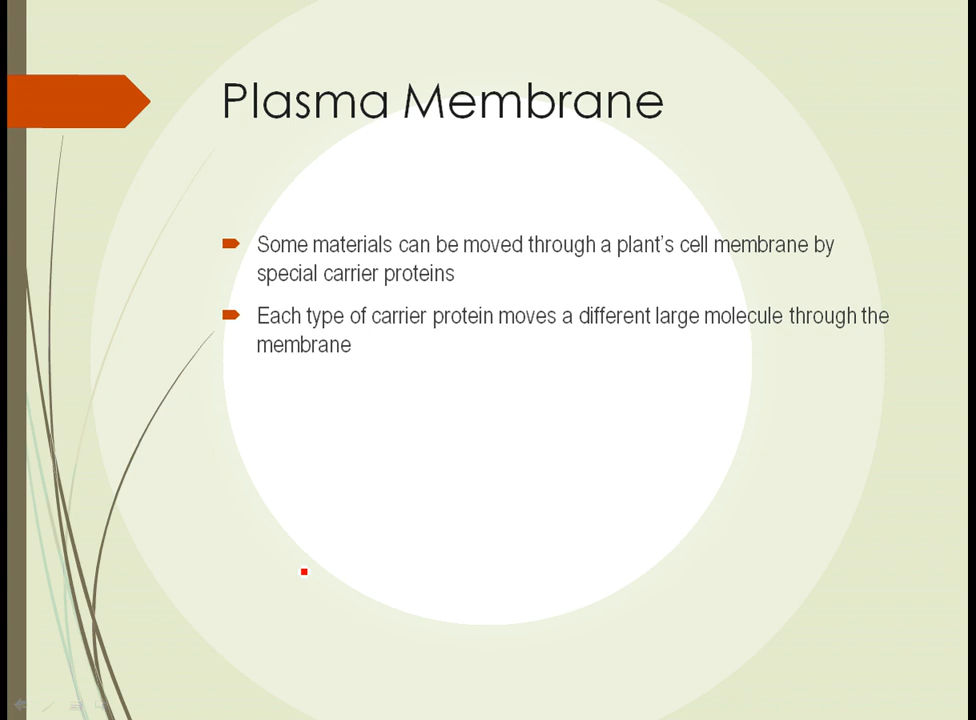 Plasma Membrane
Some materials can be moved through a plant’s cell membrane by
special carrier proteins
Each type of carrier protein moves a different large molecule through the
membrane